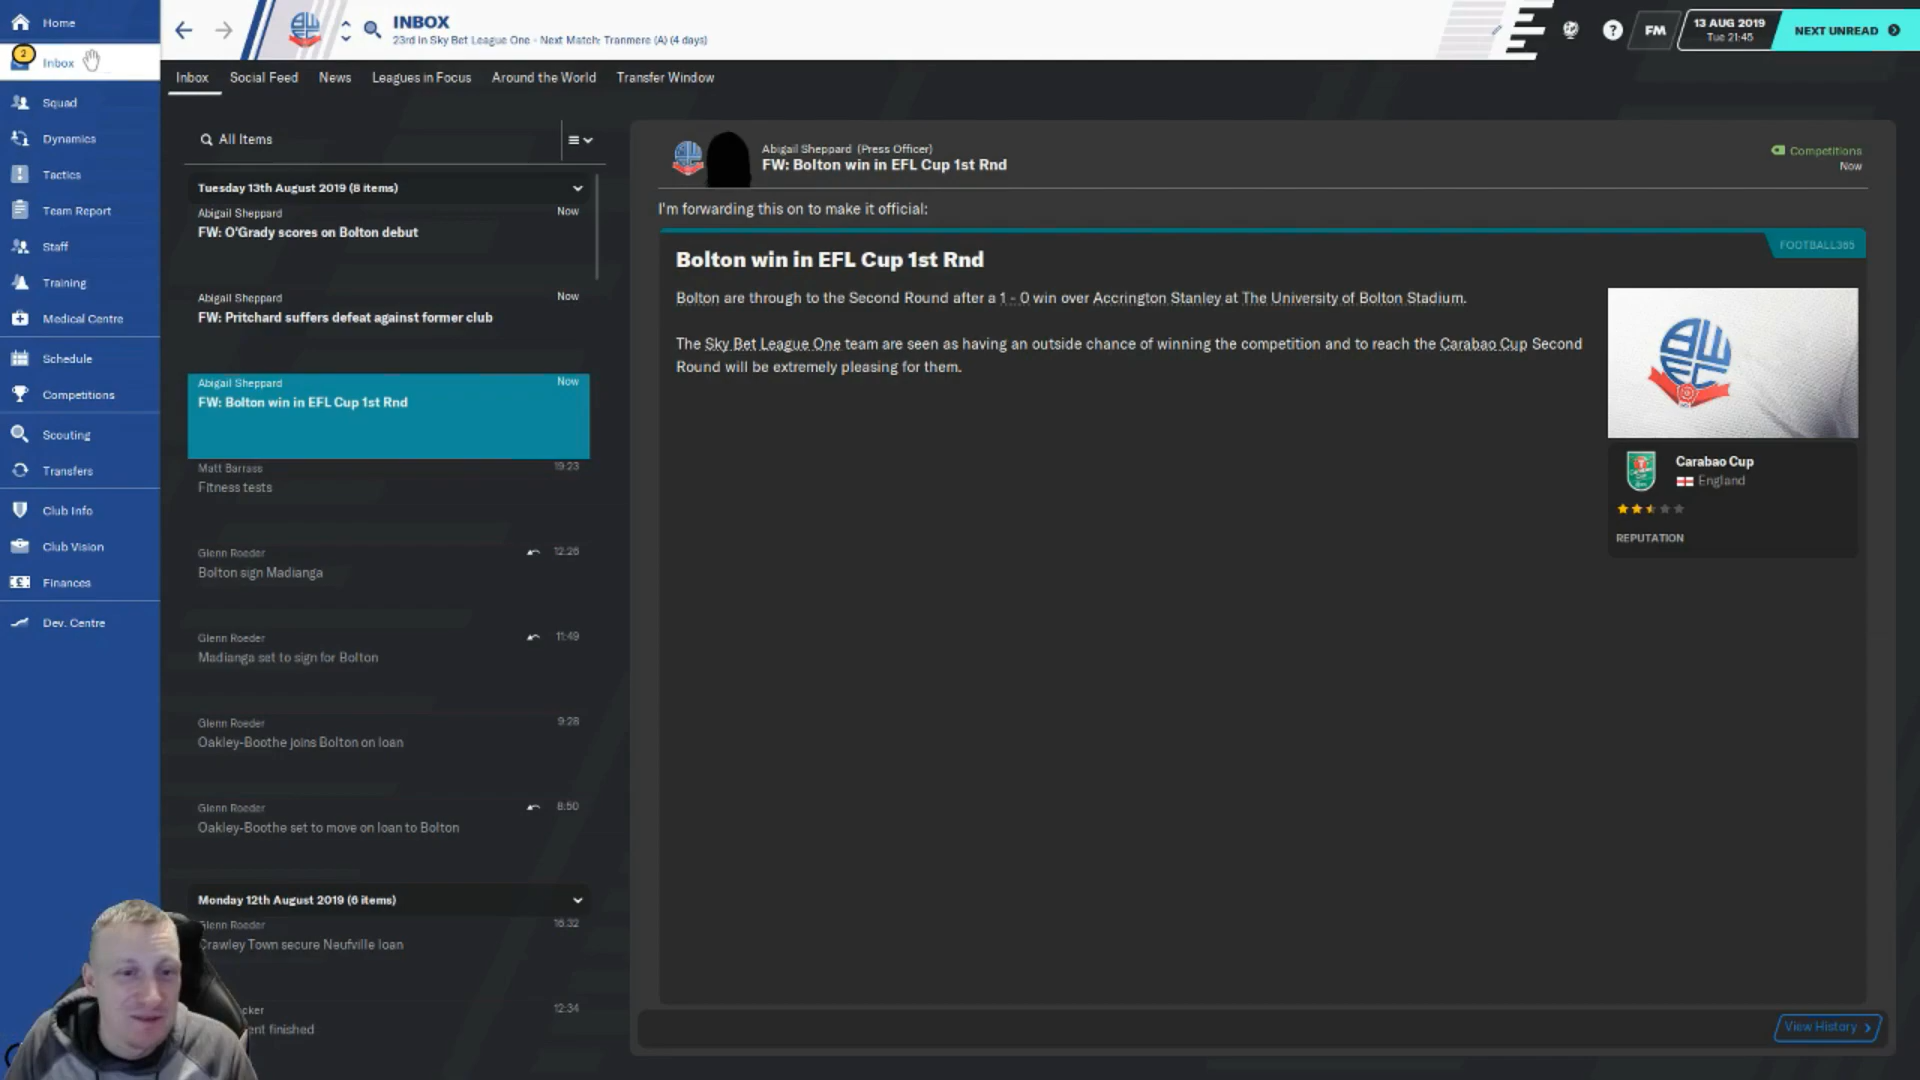 Home
2
Inbox
Squad
Dynamics
Tactics
Team Report
Staff
Training
Medical Centre
Schedule
Competitions
Scouting
Transfers
Club Info
Club Vision
Finances
Dev. Centre
INBOX
23rd in Sky Bet League One - Next Match: Tranmere (A) (4 days)
?
FM
13 AUG 2019
Tue 21:45
NEXT UNREAD
Inbox
Social Feed
News
Leagues in Focus
Around the World
Transfer Window
All Items
Tuesday 13th August 2019 (8 items)
Abigail Sheppard
Now
FW: O'Grady scores on Bolton debut
Abigail Sheppard
Now
FW: Pritchard suffers defeat against former club
Abigail Sheppard
Now
FW: Bolton win in EFL Cup 1st Rnd
Matt Barrass
19:23
Fitness tests
Glenn Roeder
12:26
Bolton sign Madianga
Glenn Roeder
11:49
Madianga set to sign for Bolton
Glenn Roeder
9:28
Oakley-Boothe joins Bolton on loan
Glenn Roeder
8:50
Oakley-Boothe set to move on loan to Bolton
Monday 12th August 2019 (6 items)
Glenn Roeder
16:32
Crawley Town secure Neufville loan
12:34
finished
Abigail Sheppard (Press Officer)
FW: Bolton win in EFL Cup 1st Rnd
Competitions
Now
I'm forwarding this on to make it official:
FOOTBALL365
Bolton win in EFL Cup 1st Rnd
Bolton are through to the Second Round after a 1 - 0 win over Accrington Stanley at The University of Bolton Stadium.
The Sky Bet League One team are seen as having an outside chance of winning the competition and to reach the Carabao Cup Second
Round will be extremely pleasing for them.
Carabao Cup
England
REPUTATION
View History